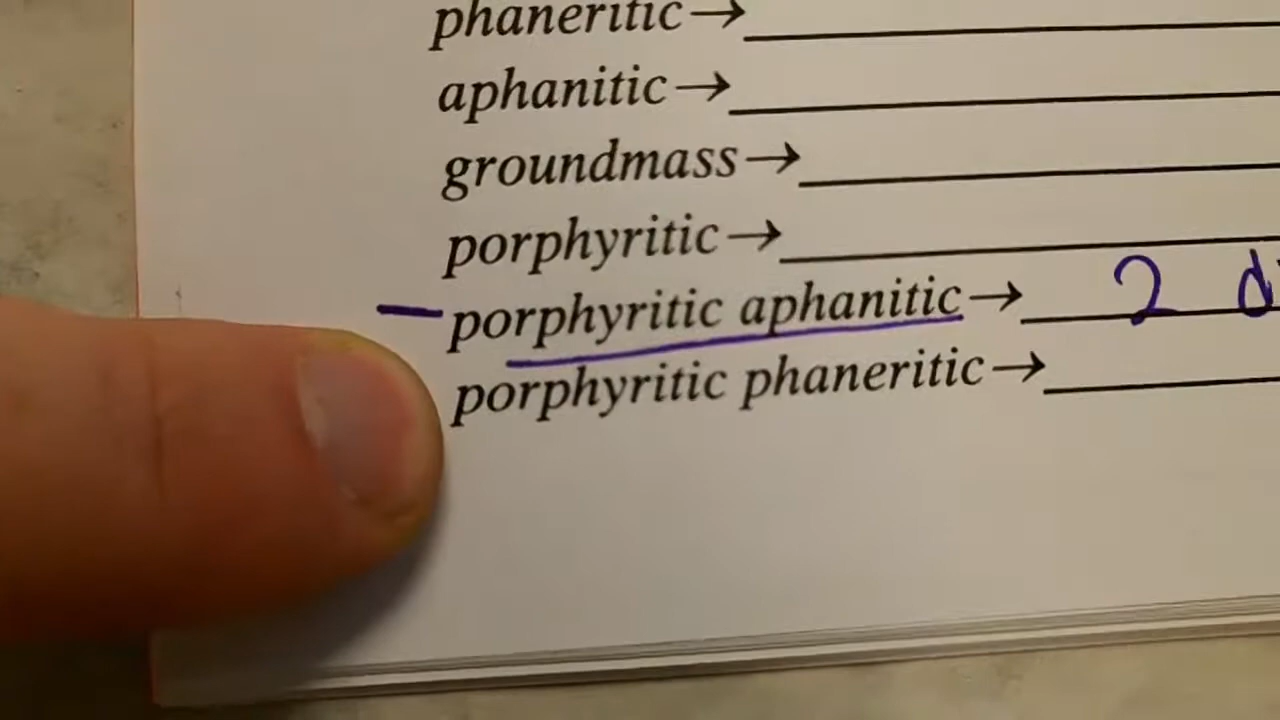 phaneritic→
aphanitic→
groundmass→
porphyritic→
porphyritic aphanitic→ 2
porphyritic phaneritic→